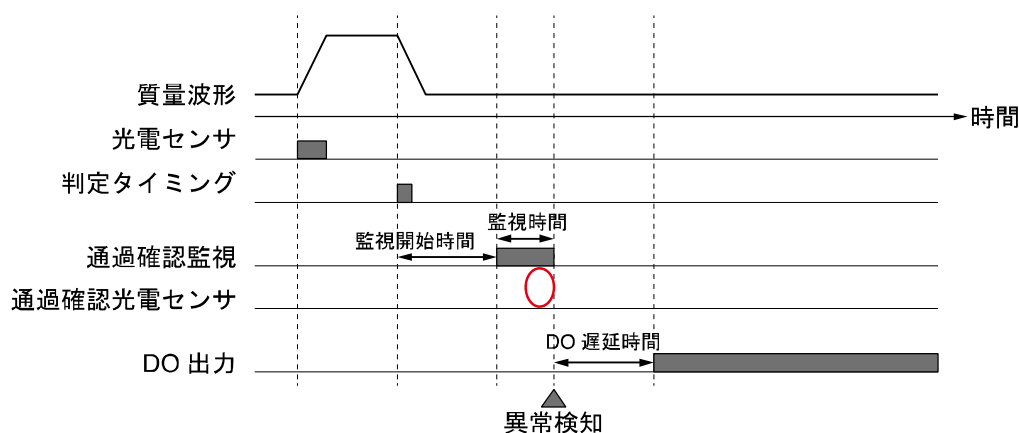 質量波形
時間
光電センサ
判定タイミング
監視時間
監視開始時間
通過確認監視
通過確認光電センサ
DO 遅延時間
DO 出力
異常検知